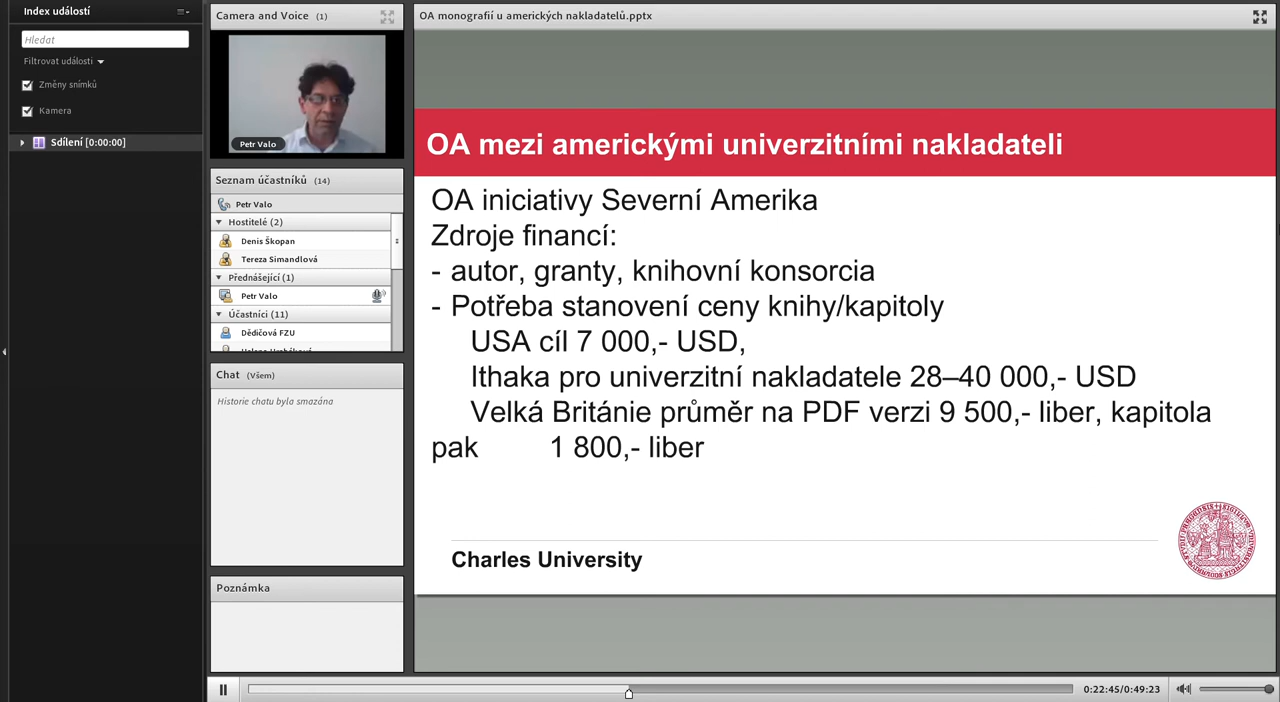 Index událostí
Hledat
Filtrovat události
Změny snímků
Kamera
Sdílení [0:00:00]
Camera and Voice (1)
Petr Valo
Seznam účastníků (14)
Petr Valo
Hostitelé (2)
Denis Škopan
Tereza Simandlová
Přednášející (1)
Petr Valo
Účastníci (11)
Dědičová FZU
Chat (Všem)
Historie chatu byla smazána
Poznámka
OA monografií u amerických nakladatelů.pptx
OA mezi americkými univerzitními nakladateli
OA iniciativy Severní Amerika
Zdroje financí:
- autor, granty, knihovní konsorcia
- Potřeba stanovení ceny knihy/kapitoly
USA cíl 7 000,- USD,
Ithaka pro univerzitní nakladatele 28–40 000,- USD
Velká Británie průměr na PDF verzi 9 500,- liber, kapitola
pak 1 800,- liber
Charles University
0:22:45/0:49:23